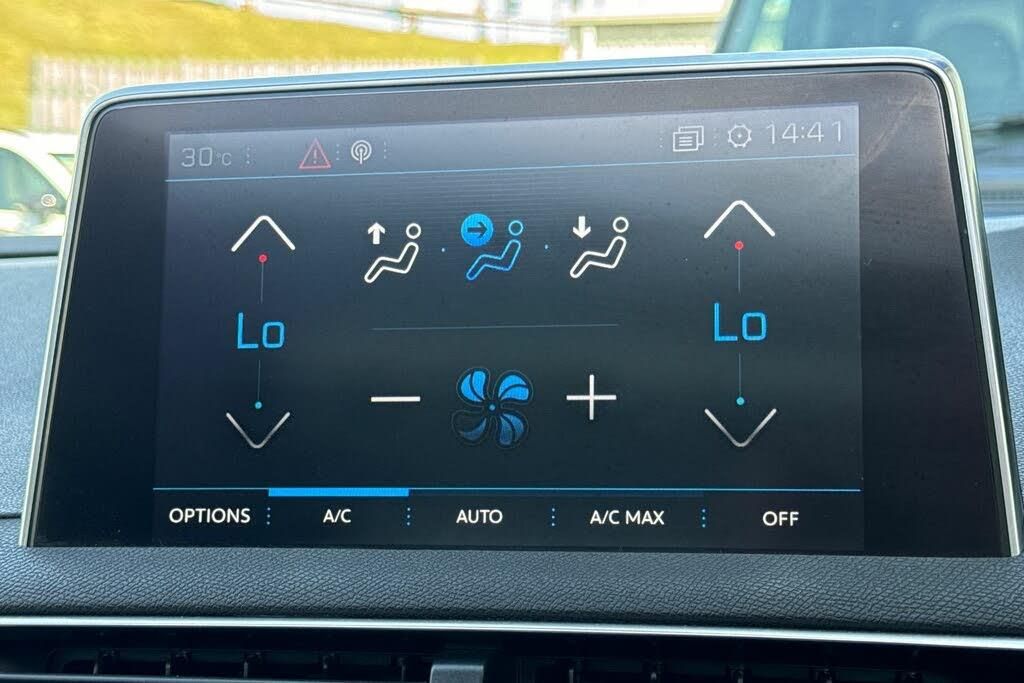 30°C 14:41
Lo Lo
OPTIONS A/C AUTO A/C MAX OFF